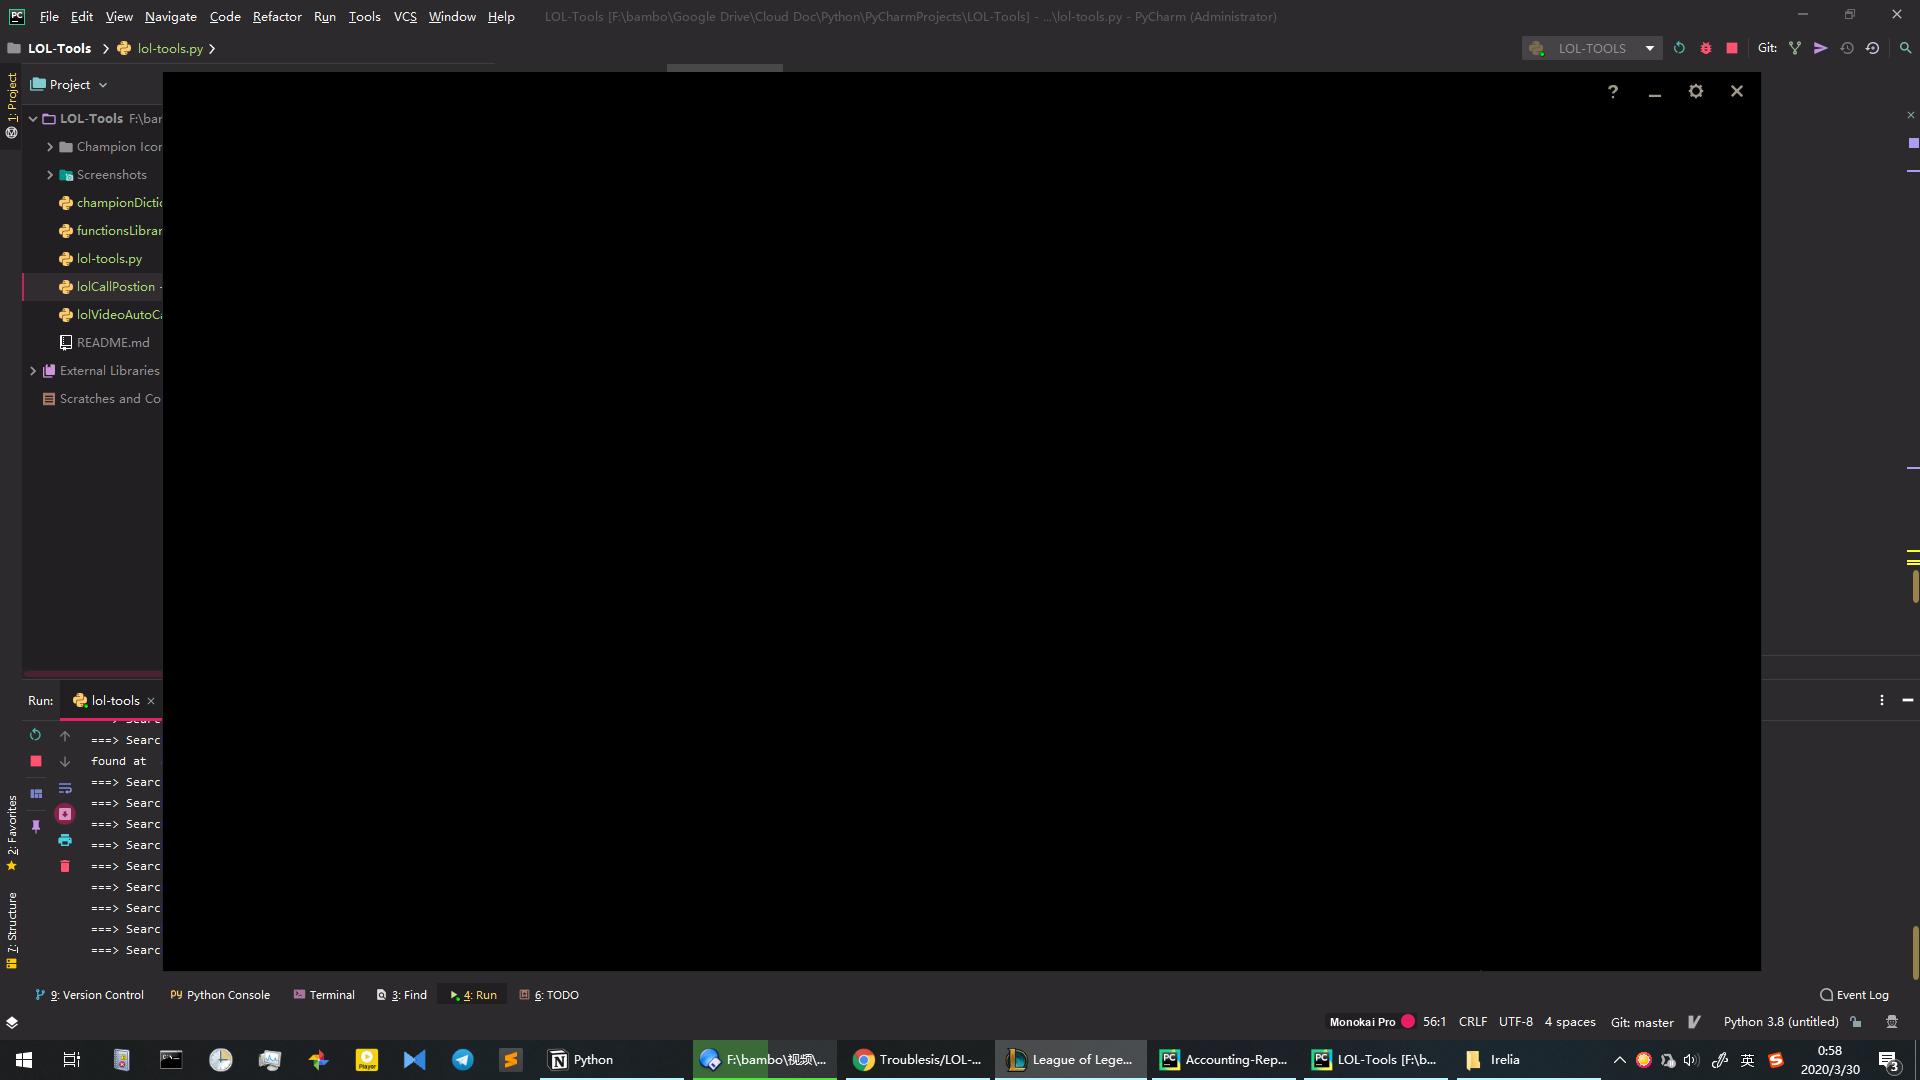 File Edit View Navigate Code Refactor Run Tools VCS Window Help LOL-Tools [F:\bambo\Google Drive\Cloud Doc\Python\PyCharmProjects\LOL-Tools] - ...\lol-tools.py - PyCharm (Administrator)
LOL-Tools lol-tools.py LOL-TOOLS Git:
1: Project
Project
LOL-Tools F:\bar
Champion Icor
Screenshots
championDictic
functionsLibrar
lol-tools.py
lolCallPostion -
lolVideoAutoCa
README.md
External Libraries
Scratches and Co
Run: lol-tools
===> Searc
===> Searc
found at
===> Searc
===> Searc
===> Searc
===> Searc
===> Searc
===> Searc
===> Searc
===> Searc
===> Searc
2: Favorites
7: Structure
9: Version Control Python Console Terminal 3: Find 4: Run 6: TODO Event Log
Monokai Pro 56:1 CRLF UTF-8 4 spaces Git: master Python 3.8 (untitled)
Python F:\bambo\视频\... Troublesis/LOL-... League of Lege... Accounting-Rep... LOL-Tools [F:\b... Irelia 英 0:58
2020/3/30 3